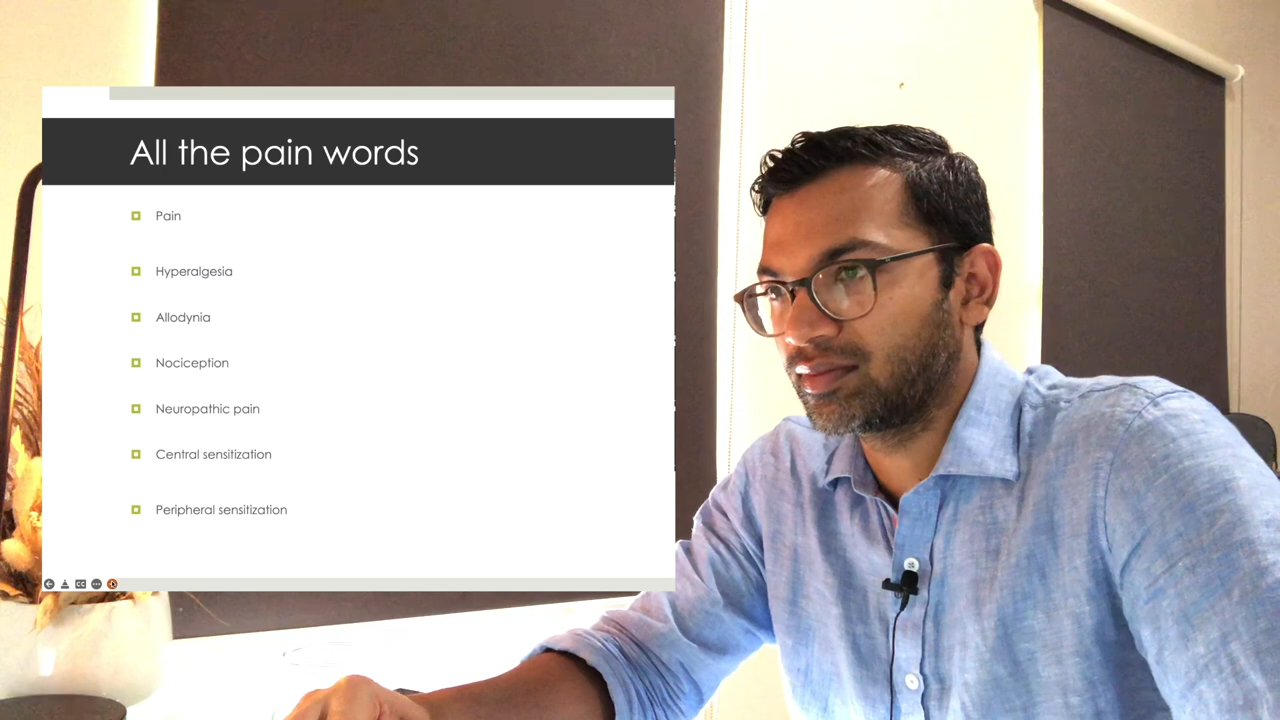 All the pain words
Pain
Hyperalgesia
Allodynia
Nociception
Neuropathic pain
Central sensitization
Peripheral sensitization